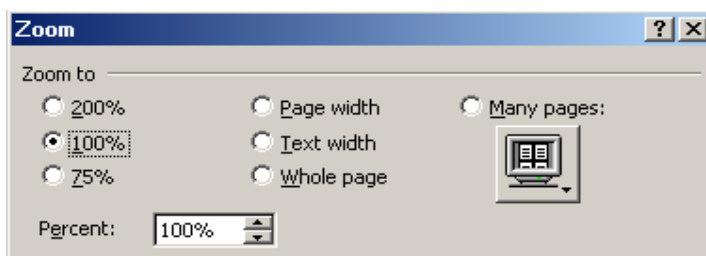 Zoom
Zoom to
200% Page width Many pages:
100% Text width
75% Whole page
Percent: 100%